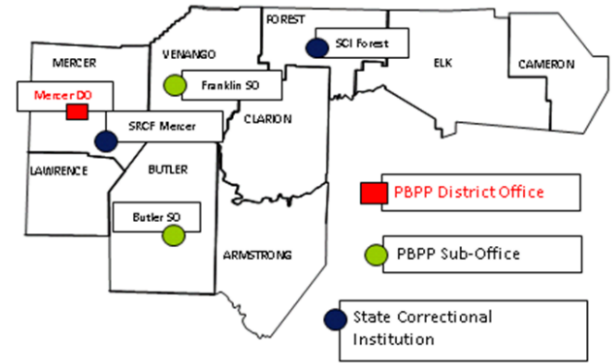 FOREST
SCI Forest
MERCER
VENANGO
ELK
CAMERON
Mercer DO
Franklin SO
CLARION
SRCF Mercer
LAWRENCE
BUTLER
PBPP District Office
Butler SO
PBPP Sub-Office
ARMSTRONG
State Correctional
Institution